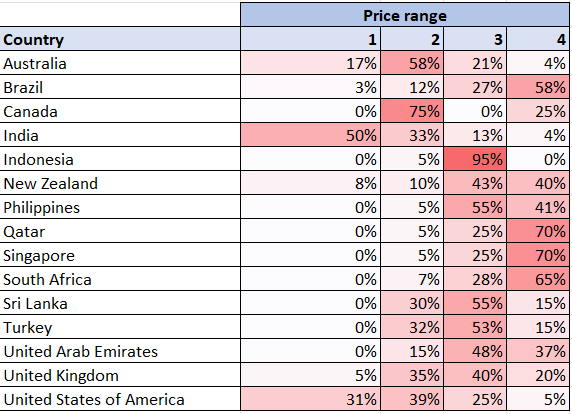 Price range
Country 1 2 3 4
Australia 17% 58% 21% 4%
Brazil 3% 12% 27% 58%
Canada 0% 75% 0% 25%
India 50% 33% 13% 4%
Indonesia 0% 5% 95% 0%
New Zealand 8% 10% 43% 40%
Philippines 0% 5% 55% 41%
Qatar 0% 5% 25% 70%
Singapore 0% 5% 25% 70%
South Africa 0% 7% 28% 65%
Sri Lanka 0% 30% 55% 15%
Turkey 0% 32% 53% 15%
United Arab Emirates 0% 15% 48% 37%
United Kingdom 5% 35% 40% 20%
United States of America 31% 39% 25% 5%